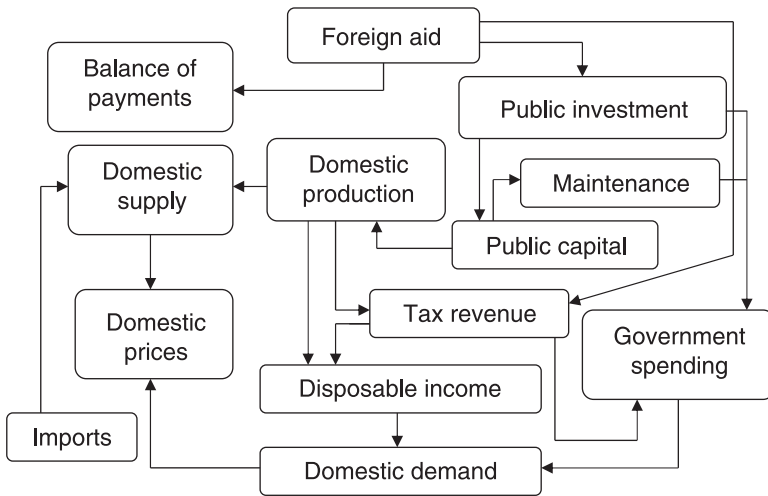 Foreign aid
Balance of
payments
Public investment
Domestic
supply
Domestic
production
Maintenance
Public capital
Domestic
prices
Tax revenue
Government
spending
Disposable income
Imports
Domestic demand